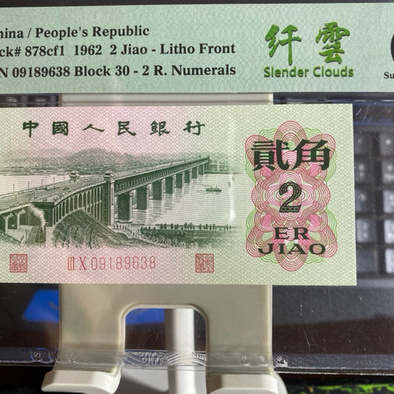 hina / People's Republic
ck# 878cf1 1962 2 Jiao - Litho Front
N 09189638 Block 30 - 2 R. Numerals
纤雲
Slender Clouds
Su
中國人民銀行
貳角
2
ER
JIAO
III X 09189638